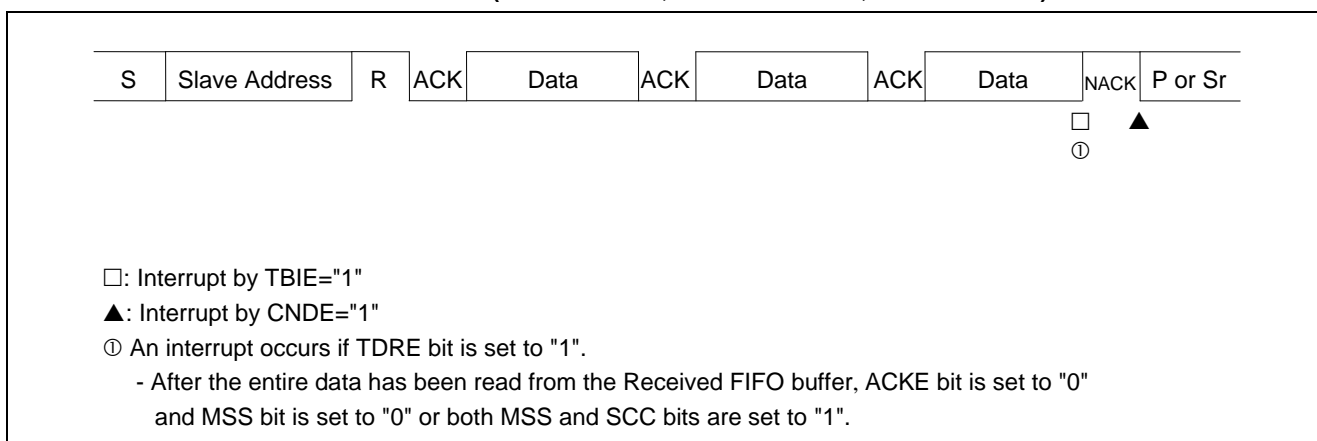 S Slave Address R ACK Data ACK Data ACK Data NACK P or Sr
□ ▲
①
□: Interrupt by TBIE="1"
▲: Interrupt by CNDE="1"
① An interrupt occurs if TDRE bit is set to "1".
- After the entire data has been read from the Received FIFO buffer, ACKE bit is set to "0"
and MSS bit is set to "0" or both MSS and SCC bits are set to "1".